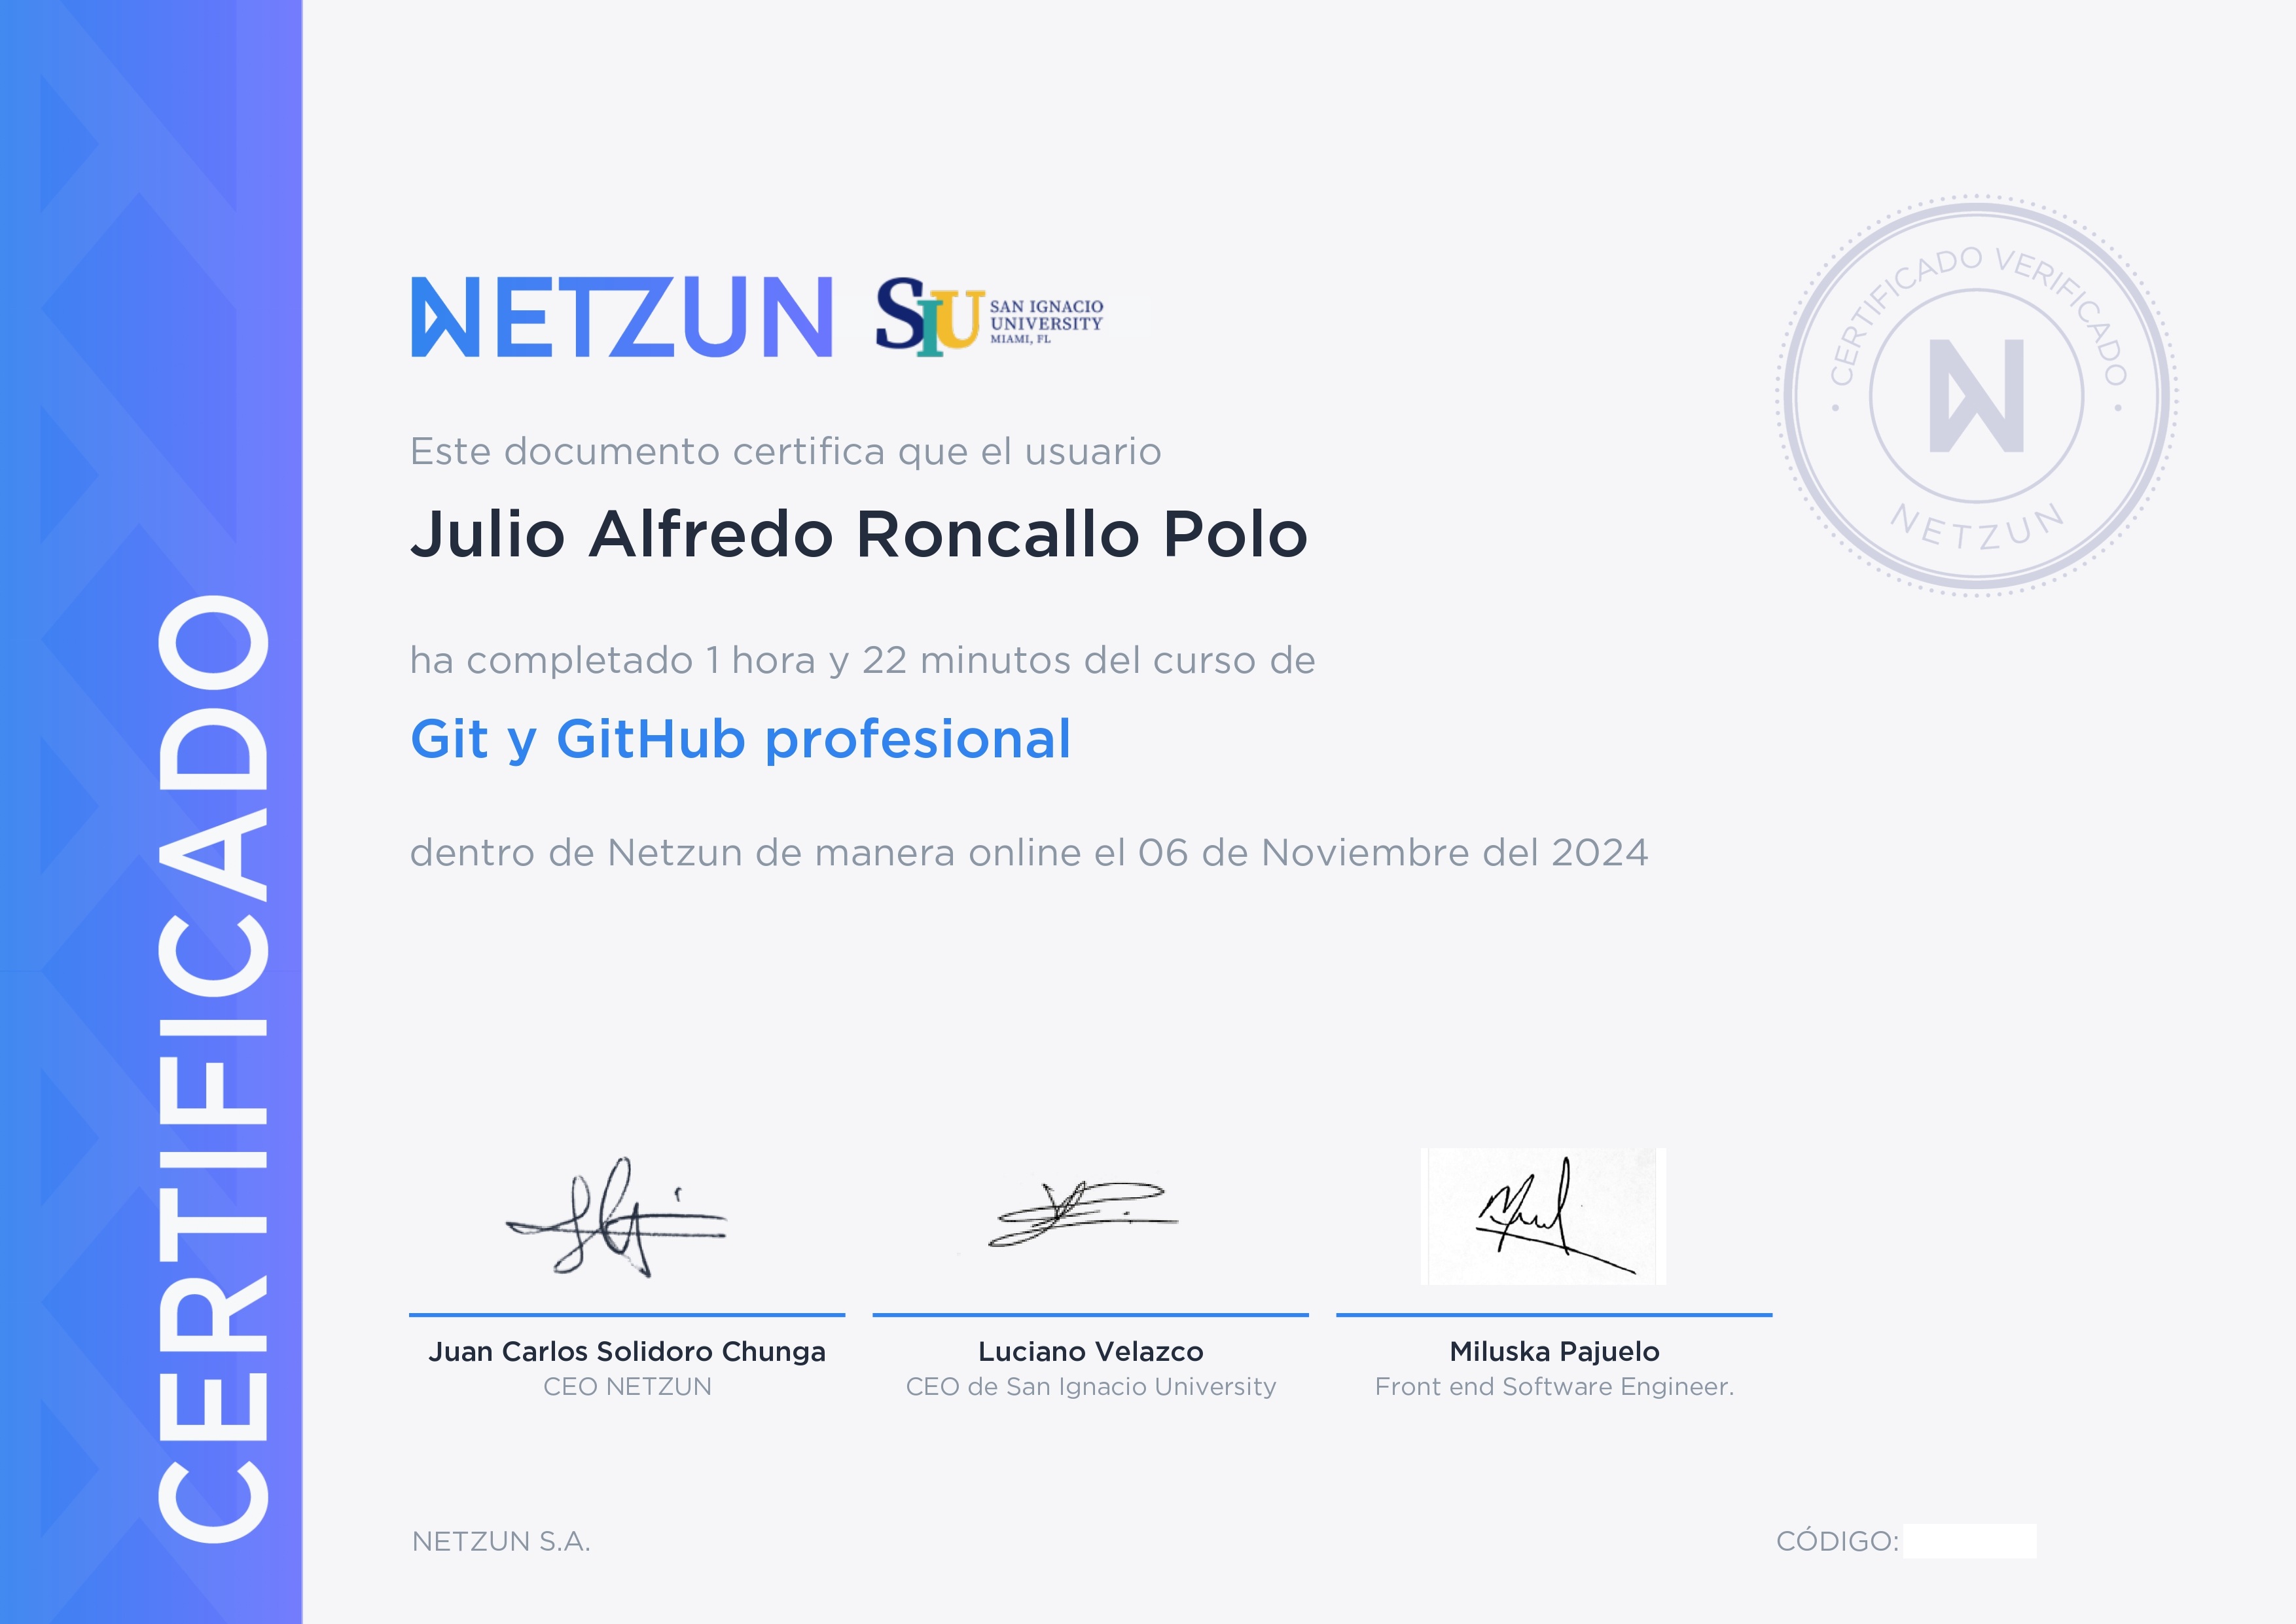 CERTIFICADO
NETZUN
SIU SAN IGNACIO
UNIVERSITY
MIAMI, FL
• CERTIFICADO VERIFICADO •
N
NETZUN
Este documento certifica que el usuario
Julio Alfredo Roncallo Polo
ha completado 1 hora y 22 minutos del curso de
Git y GitHub profesional
dentro de Netzun de manera online el 06 de Noviembre del 2024
Juan Carlos Solidoro Chunga
CEO NETZUN
Luciano Velazco
CEO de San Ignacio University
Miluska Pajuelo
Front end Software Engineer.
NETZUN S.A.
CÓDIGO: